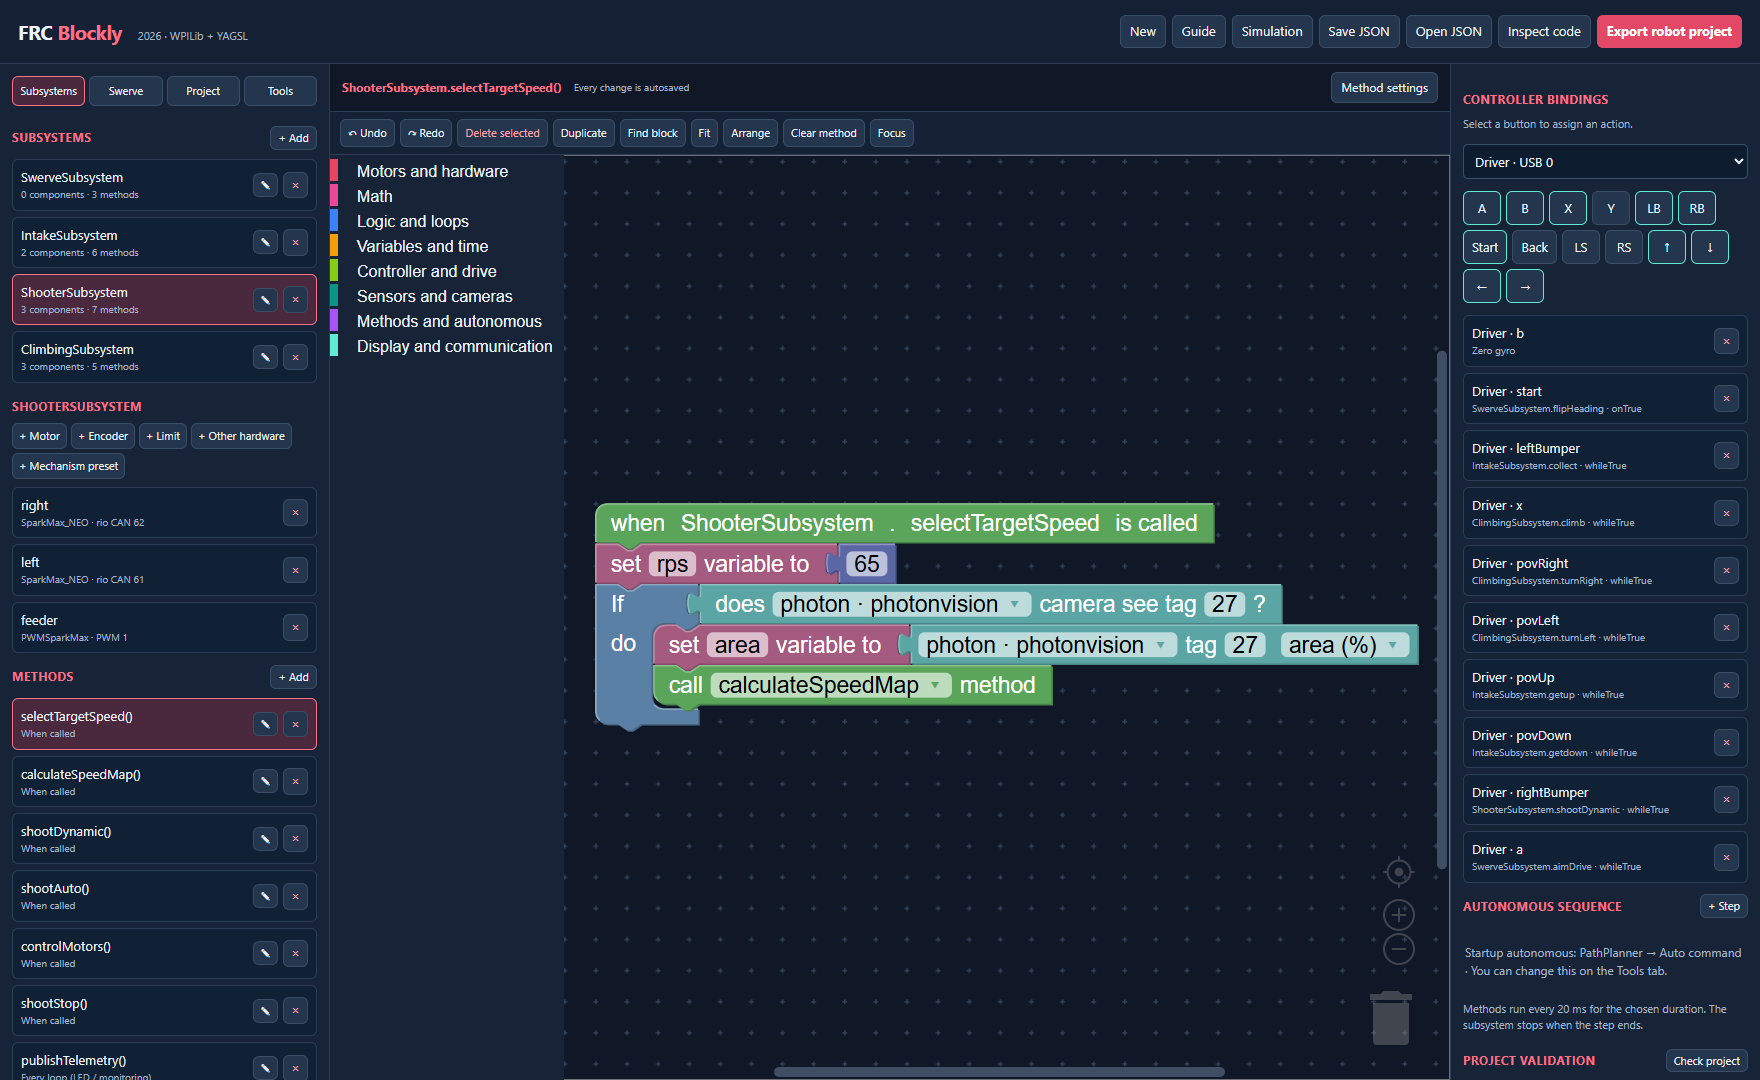 FRC Blockly 2026 · WPILib + YAGSL
New Guide Simulation Save JSON Open JSON Inspect code Export robot project
Subsystems Swerve Project Tools
SUBSYSTEMS + Add
SwerveSubsystem
0 components · 3 methods
IntakeSubsystem
2 components · 6 methods
ShooterSubsystem
3 components · 7 methods
ClimbingSubsystem
3 components · 5 methods
SHOOTERSUBSYSTEM
+ Motor + Encoder + Limit + Other hardware
+ Mechanism preset
right
SparkMax_NEO · rio CAN 62
left
SparkMax_NEO · rio CAN 61
feeder
PWMSparkMax · PWM 1
METHODS + Add
selectTargetSpeed()
When called
calculateSpeedMap()
When called
shootDynamic()
When called
shootAuto()
When called
controlMotors()
When called
shootStop()
When called
publishTelemetry()
Every loop (LED / monitoring)
ShooterSubsystem.selectTargetSpeed() Every change is autosaved Method settings
↶ Undo ↷ Redo Delete selected Duplicate Find block Fit Arrange Clear method Focus
Motors and hardware
Math
Logic and loops
Variables and time
Controller and drive
Sensors and cameras
Methods and autonomous
Display and communication
when ShooterSubsystem . selectTargetSpeed is called
set rps variable to 65
If does photon · photonvision camera see tag 27 ?
do set area variable to photon · photonvision tag 27 area (%)
call calculateSpeedMap method
CONTROLLER BINDINGS
Select a button to assign an action.
Driver · USB 0
A B X Y LB RB
Start Back LS RS ↑ ↓
← →
Driver · b
Zero gyro
Driver · start
SwerveSubsystem.flipHeading · onTrue
Driver · leftBumper
IntakeSubsystem.collect · whileTrue
Driver · x
ClimbingSubsystem.climb · whileTrue
Driver · povRight
ClimbingSubsystem.turnRight · whileTrue
Driver · povLeft
ClimbingSubsystem.turnLeft · whileTrue
Driver · povUp
IntakeSubsystem.getup · whileTrue
Driver · povDown
IntakeSubsystem.getdown · whileTrue
Driver · rightBumper
ShooterSubsystem.shootDynamic · whileTrue
Driver · a
SwerveSubsystem.aimDrive · whileTrue
AUTONOMOUS SEQUENCE + Step
Startup autonomous: PathPlanner → Auto command
· You can change this on the Tools tab.
Methods run every 20 ms for the chosen duration. The
subsystem stops when the step ends.
PROJECT VALIDATION Check project